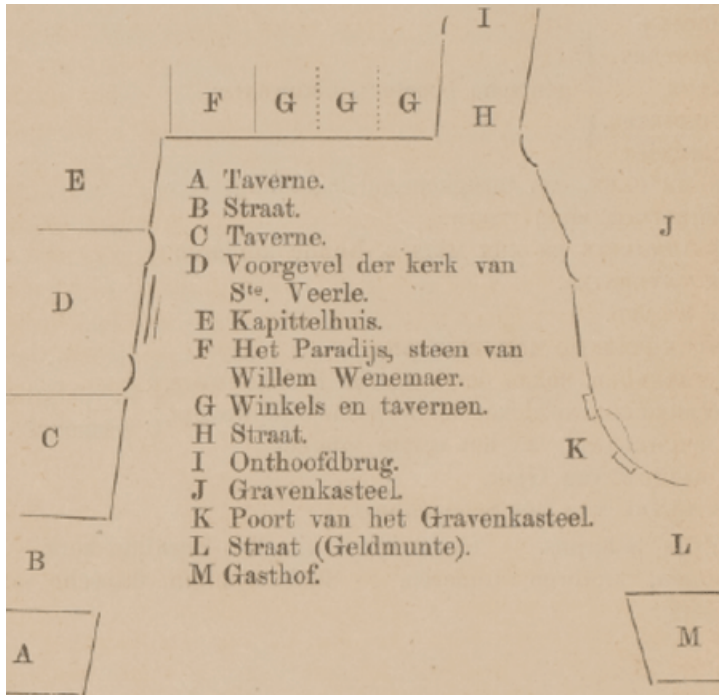 I
F G G G
H
E
A Taverne.
B Straat.
J
C Taverne.
D Voorgevel der kerk van
Ste. Veerle.
D
E Kapittelhuis.
F Het Paradijs, steen van
Willem Wenemaer.
G Winkels en tavernen.
C
H Straat.
K
I Onthoofdbrug.
J Gravenkasteel.
K Poort van het Gravenkasteel.
L Straat (Geldmunte).
L
B
M Gasthof.
M
A